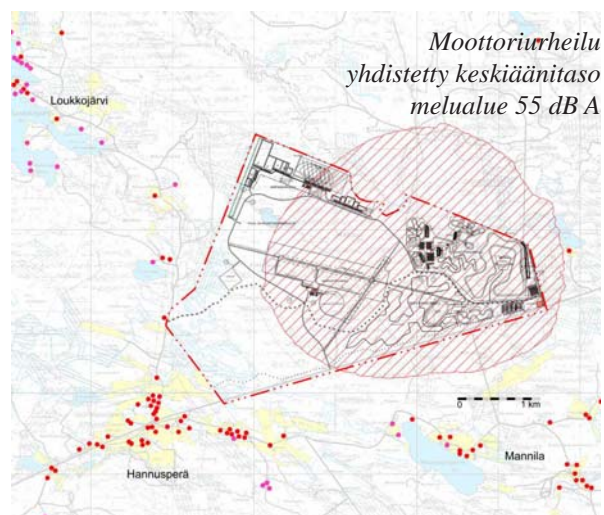 Moottoriurheilu
yhdistetty keskiäänitaso
melualue 55 dB A
Loukkojärvi
0 1 km
Mannila
Hannusperä